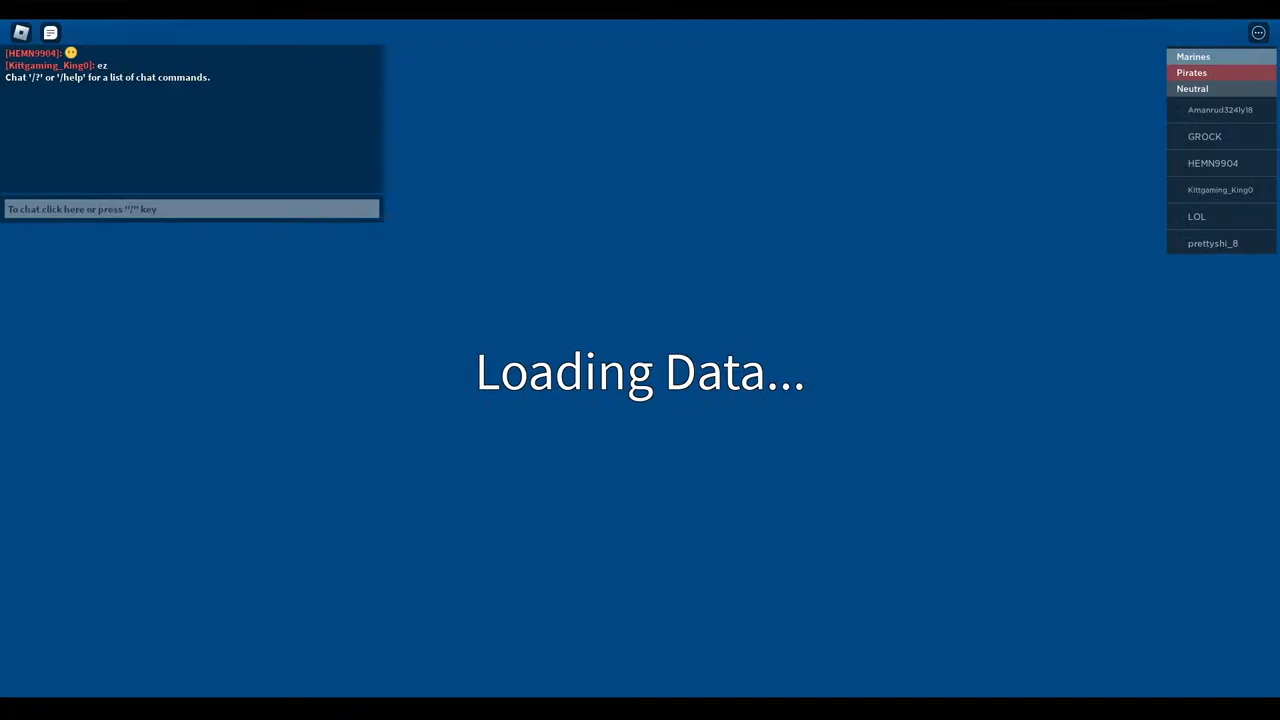 [HEMN9904]: 😶
[Kittgaming_King0]: ez
Chat '/?' or '/help' for a list of chat commands.
To chat click here or press "/" key
Marines
Pirates
Neutral
Amanrud3241y18
GROCK
HEMN9904
Kittgaming_King0
LOL
prettyshi_8
Loading Data...